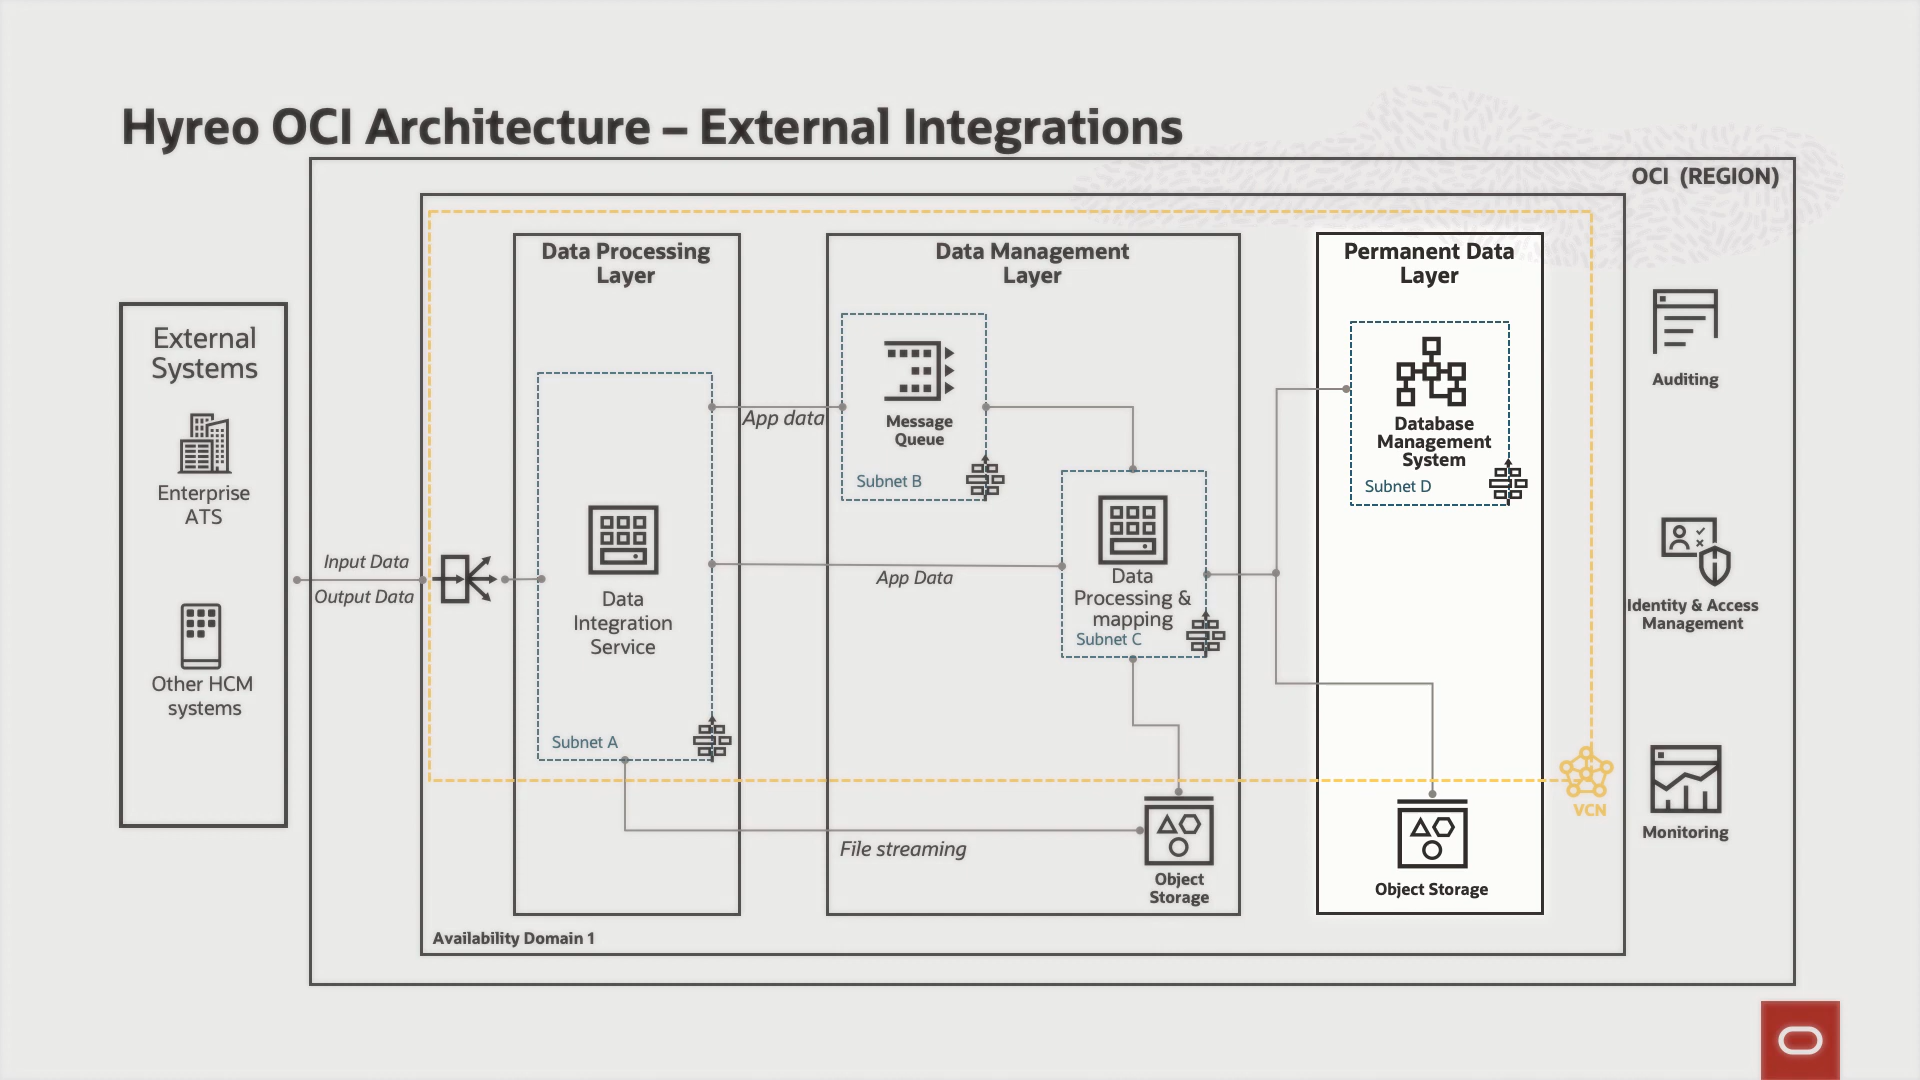 Hyreo OCI Architecture – External Integrations
OCI (REGION)
External
Systems
Enterprise
ATS
Other HCM
systems
Input Data
Output Data
Data Processing
Layer
Data
Integration
Service
Subnet A
App data
App Data
File streaming
Data Management
Layer
Message
Queue
Subnet B
Data
Processing &
mapping
Subnet C
Object
Storage
Permanent Data
Layer
Database
Management
System
Subnet D
Object Storage
VCN
Availability Domain 1
Auditing
Identity & Access
Management
Monitoring